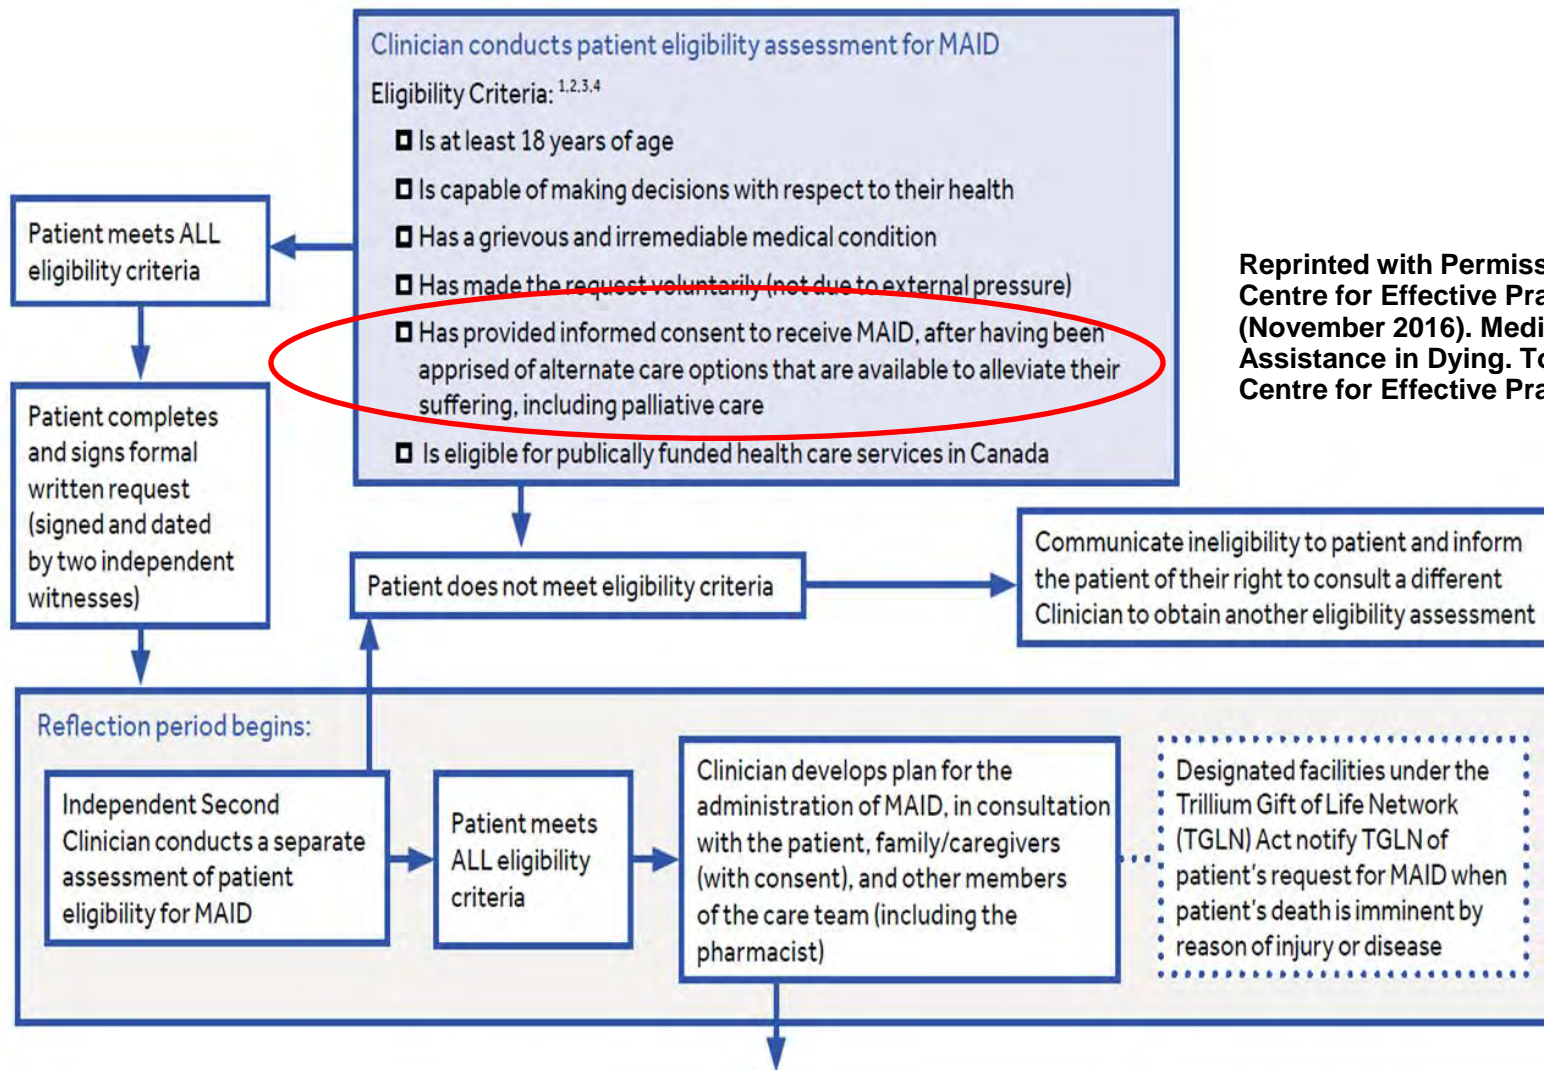 Clinician conducts patient eligibility assessment for MAID
Eligibility Criteria: 1,2,3,4
Is at least 18 years of age
Is capable of making decisions with respect to their health
Has a grievous and irremediable medical condition
Has made the request voluntarily (not due to external pressure)
Has provided informed consent to receive MAID, after having been
apprised of alternate care options that are available to alleviate their
suffering, including palliative care
Is eligible for publically funded health care services in Canada
Patient meets ALL
eligibility criteria
Reprinted with Permiss
Centre for Effective Pra
(November 2016). Medi
Assistance in Dying. To
Centre for Effective Pra
Patient completes
and signs formal
written request
(signed and dated
by two independent
witnesses)
Patient does not meet eligibility criteria
Communicate ineligibility to patient and inform
the patient of their right to consult a different
Clinician to obtain another eligibility assessment
Reflection period begins:
Independent Second
Clinician conducts a separate
assessment of patient
eligibility for MAID
Patient meets
ALL eligibility
criteria
Clinician develops plan for the
administration of MAID, in consultation
with the patient, family/caregivers
(with consent), and other members
of the care team (including the
pharmacist)
Designated facilities under the
Trillium Gift of Life Network
(TGLN) Act notify TGLN of
patient's request for MAID when
patient's death is imminent by
reason of injury or disease